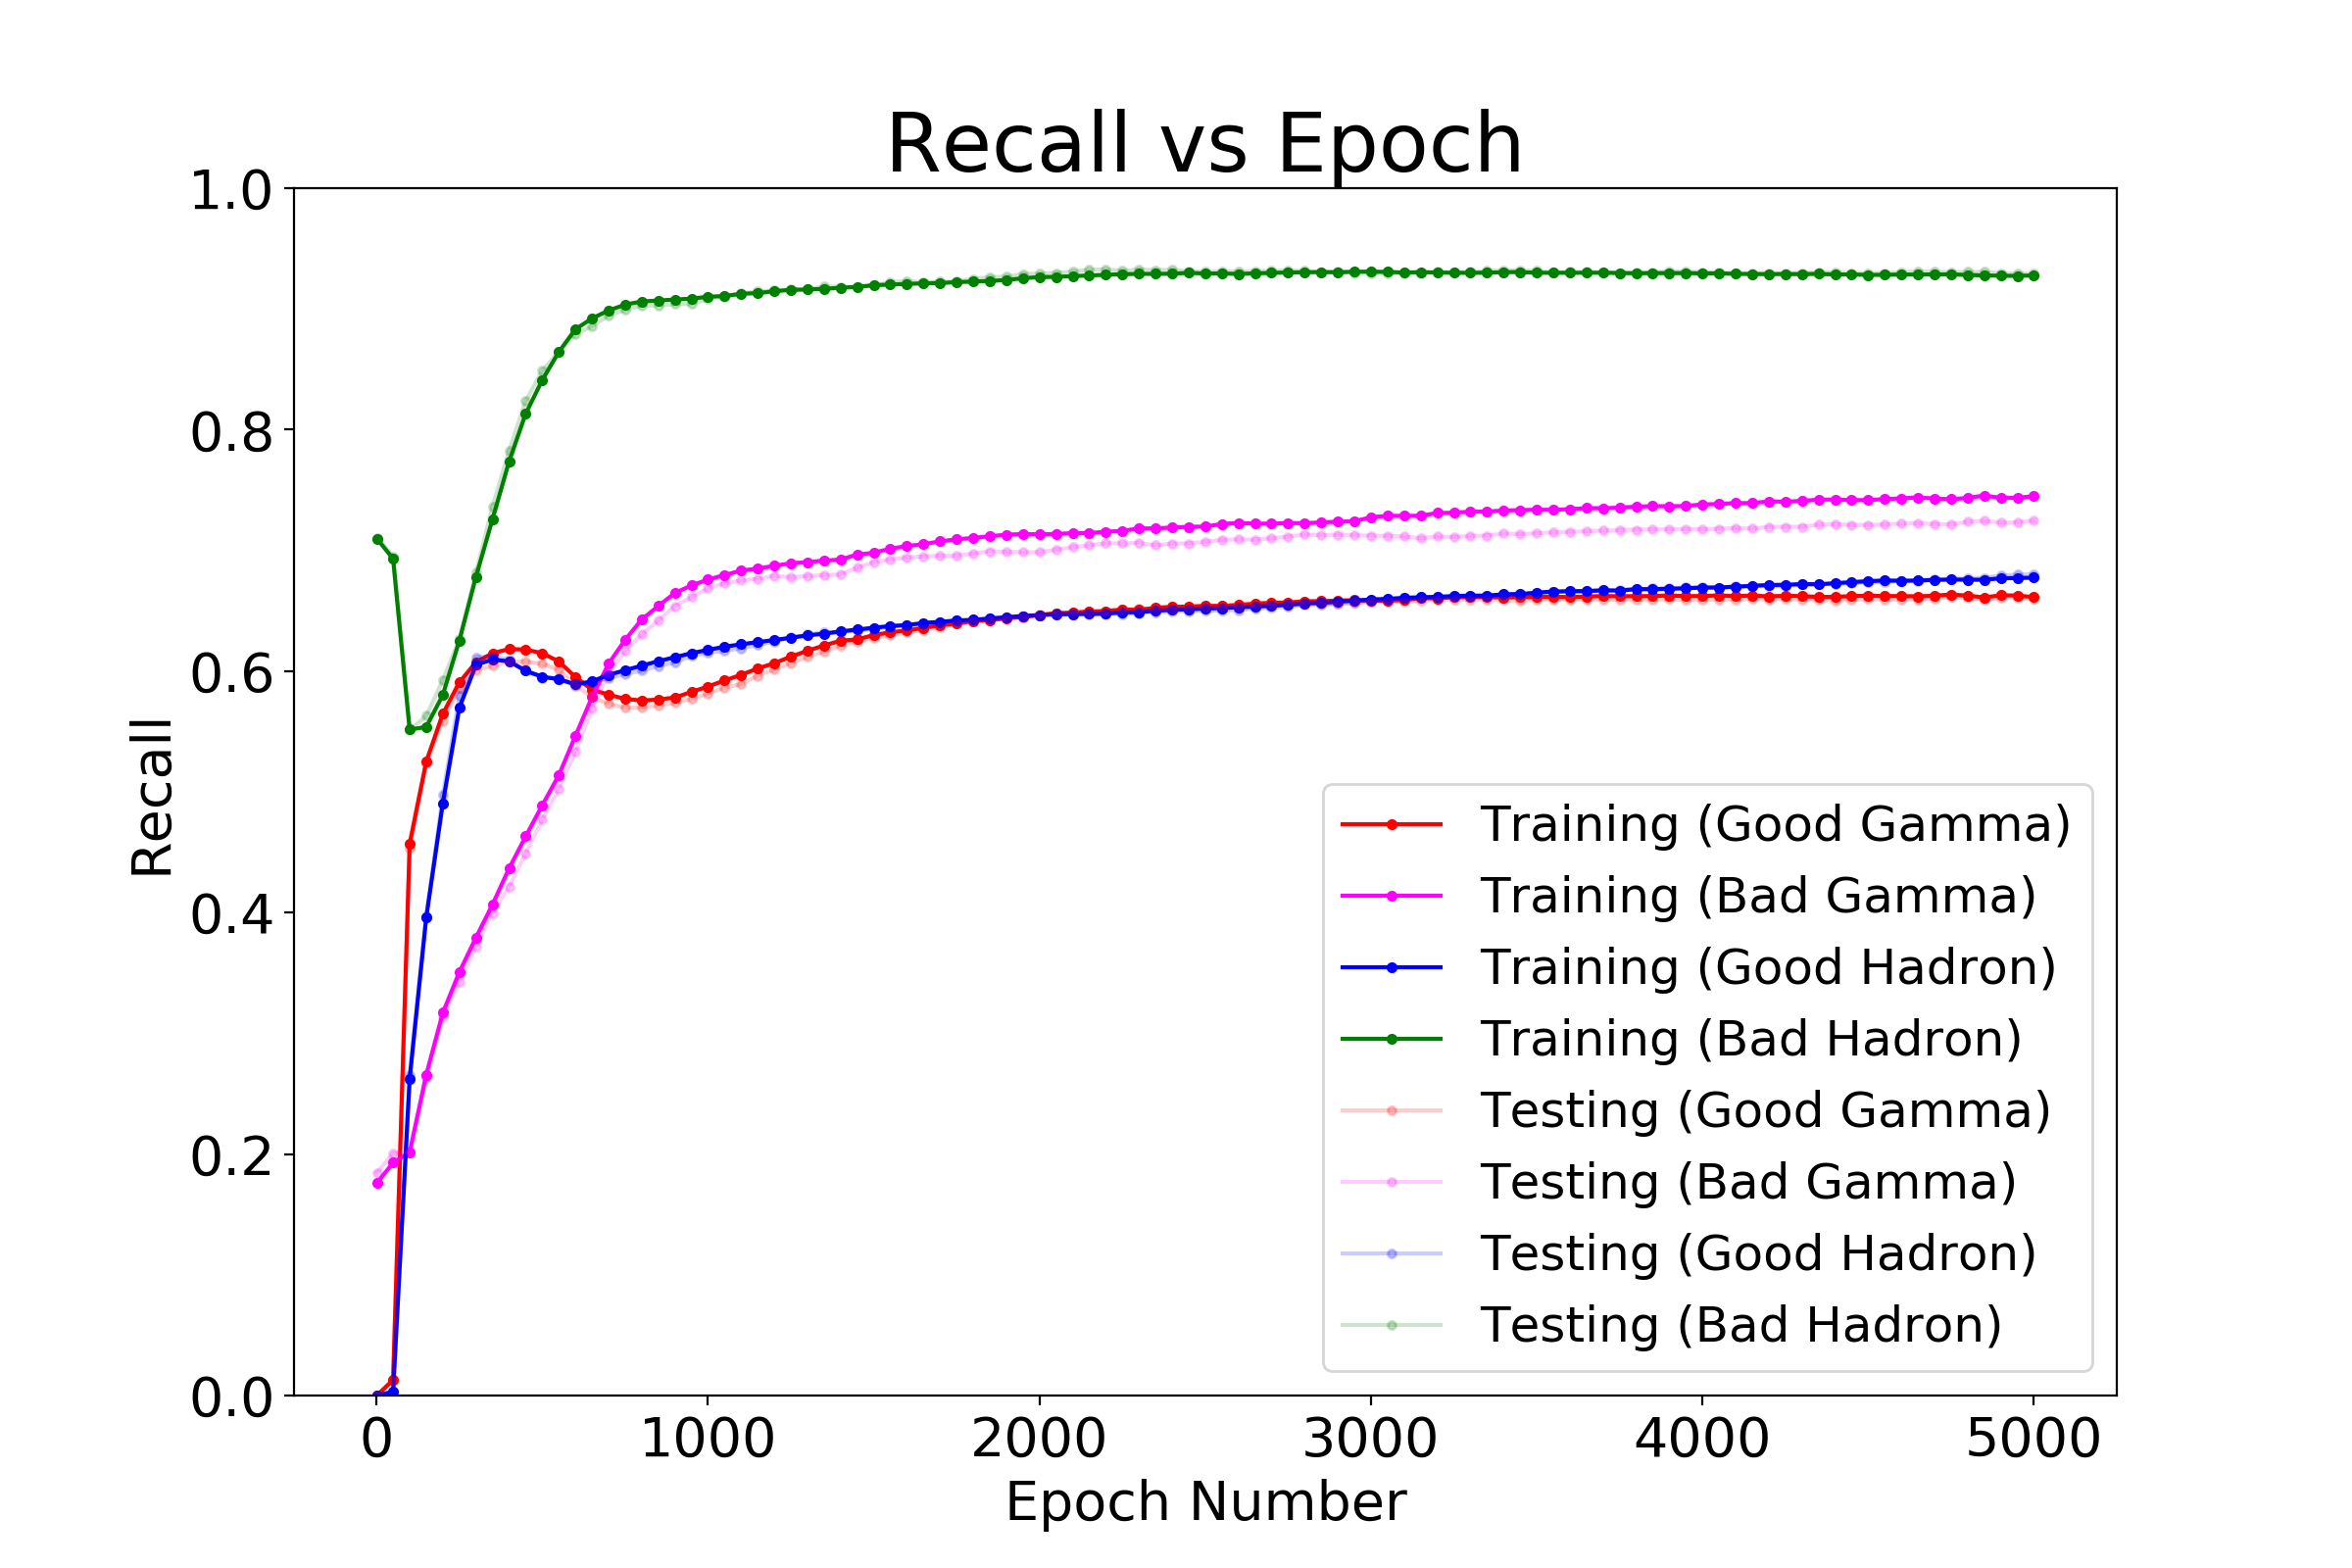 Recall vs Epoch
1.0
0.8
0.6
0.4
0.2
0.0
Recall
0 1000 2000 3000 4000 5000
Epoch Number
Training (Good Gamma)
Training (Bad Gamma)
Training (Good Hadron)
Training (Bad Hadron)
Testing (Good Gamma)
Testing (Bad Gamma)
Testing (Good Hadron)
Testing (Bad Hadron)